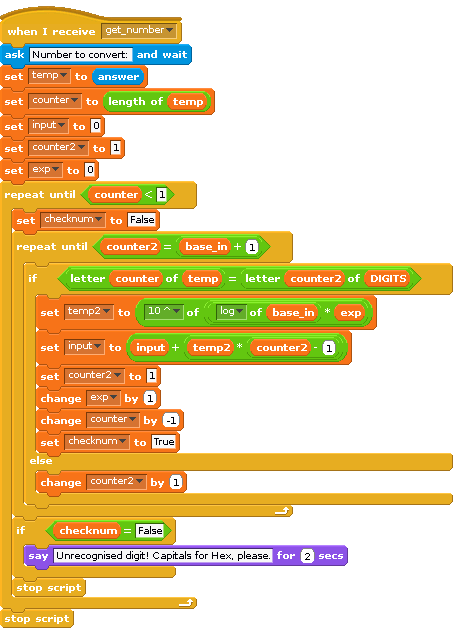 when I receive get_number
ask Number to convert: and wait
set temp to answer
set counter to length of temp
set input to 0
set counter2 to 1
set exp to 0
repeat until counter < 1
set checknum to False
repeat until counter2 = base_in + 1
if letter counter of temp = letter counter2 of DIGITS
set temp2 to 10 ^ of log of base_in * exp
set input to input + temp2 * counter2 - 1
set counter2 to 1
change exp by 1
change counter by -1
set checknum to True
else
change counter2 by 1
if checknum = False
say Unrecognised digit! Capitals for Hex, please. for 2 secs
stop script
stop script